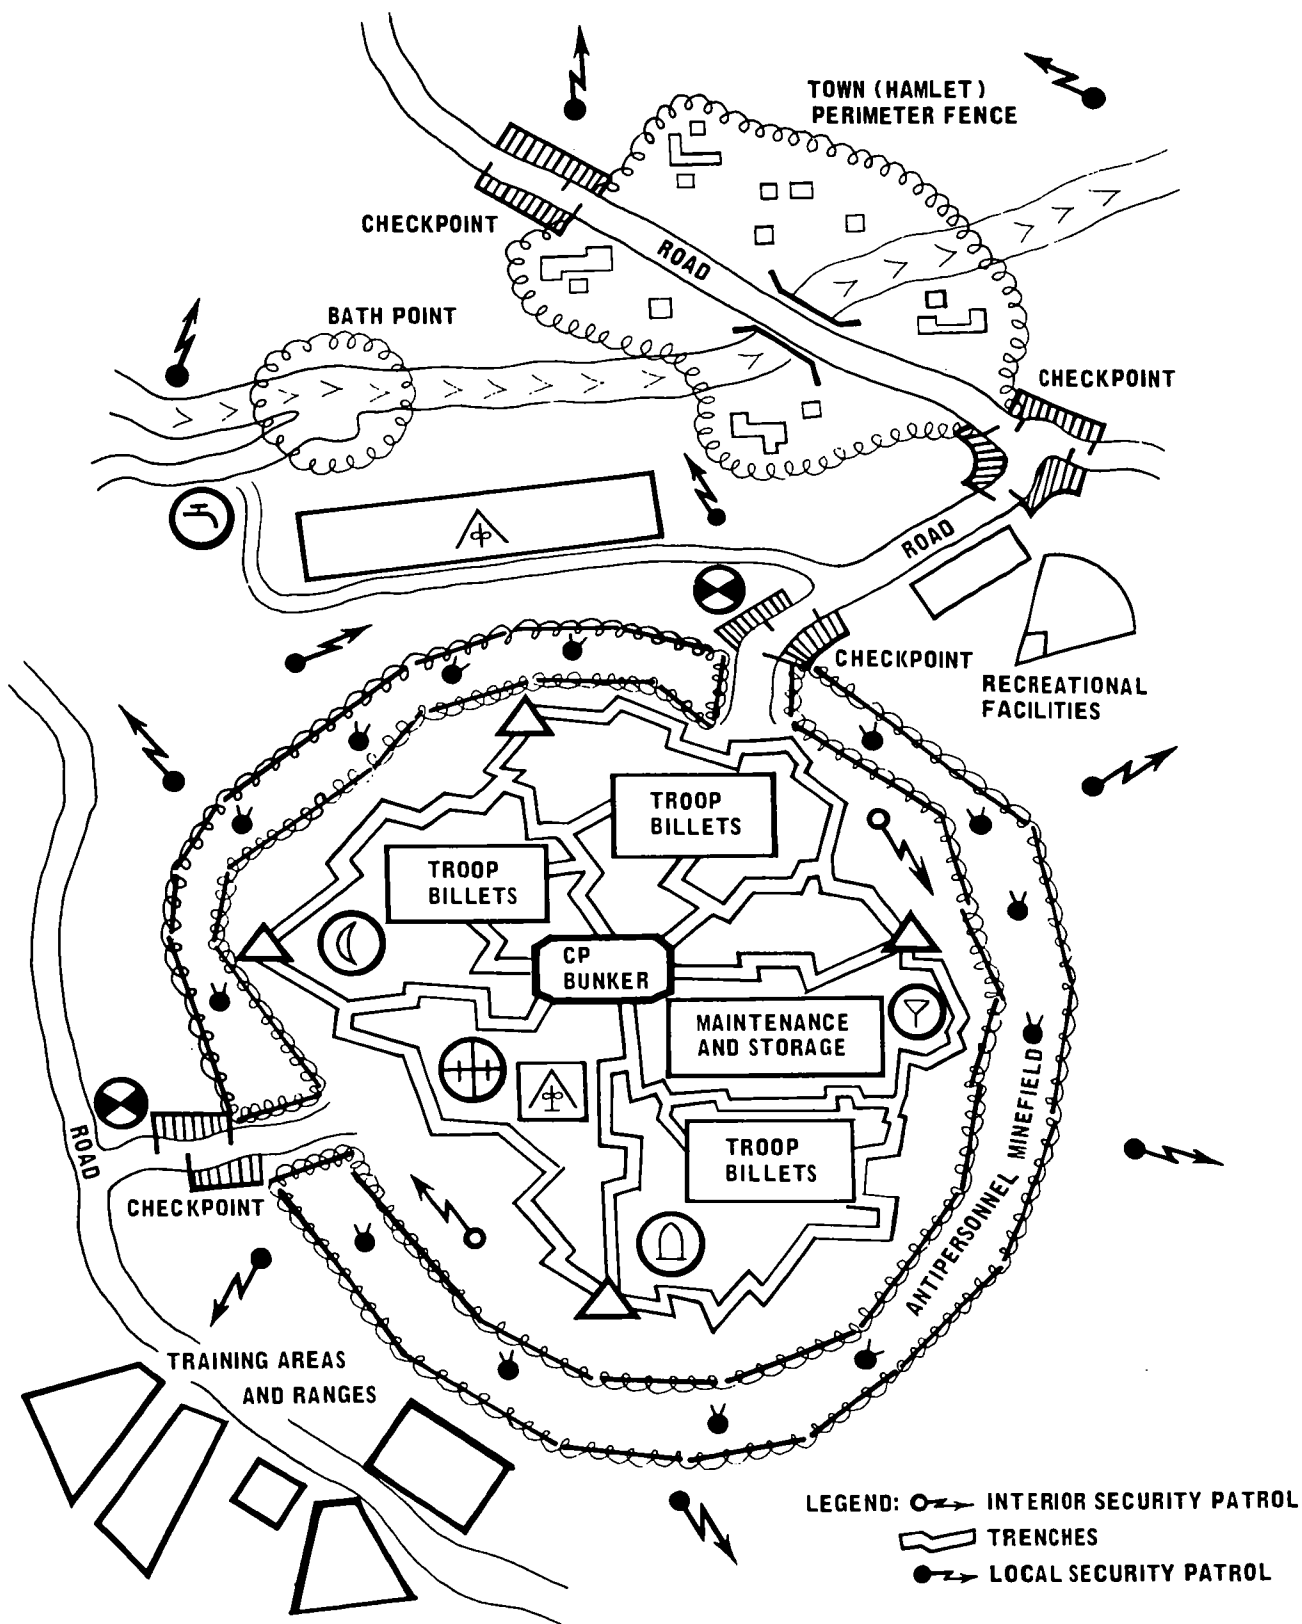 TOWN (HAMLET)
PERIMETER FENCE
CHECKPOINT
ROAD
BATH POINT
CHECKPOINT
ROAD
CHECKPOINT
RECREATIONAL
FACILITIES
TROOP
BILLETS
TROOP
BILLETS
CP
BUNKER
MAINTENANCE
AND STORAGE
ANTIPERSONNEL MINEFIELD
ROAD
TROOP
BILLETS
CHECKPOINT
TRAINING AREAS
AND RANGES
LEGEND: INTERIOR SECURITY PATROL
TRENCHES
LOCAL SECURITY PATROL